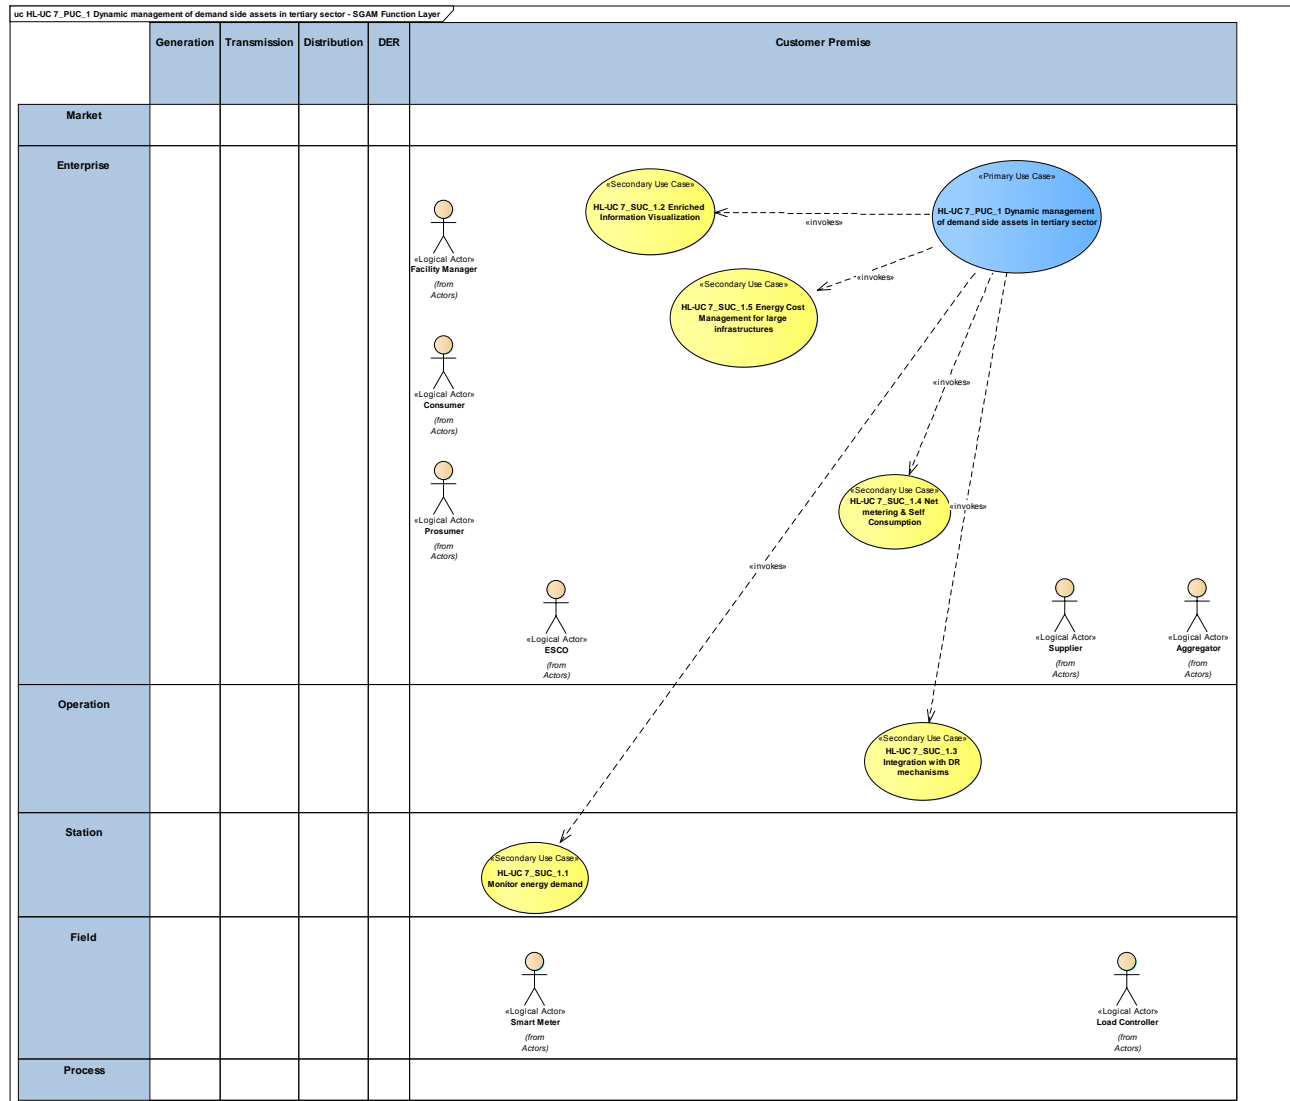 uc HL-UC 7_PUC_1 Dynamic management of demand side assets in tertiary sector - SGAM Function Layer
Generation
Transmission
Distribution
DER
Customer Premise
Market
Enterprise
«Logical Actor»
Facility Manager
(from
Actors)
«Secondary Use Case»
HL-UC 7_SUC_1.2 Enriched
Information Visualization
«invokes»
«Primary Use Case»
HL-UC 7_PUC_1 Dynamic management
of demand side assets in tertiary sector
«Secondary Use Case»
HL-UC 7_SUC_1.5 Energy Cost
Management for large
infrastructures
«invokes»
«Logical Actor»
Consumer
(from
Actors)
«invokes»
«Logical Actor»
Prosumer
(from
Actors)
«Secondary Use Case»
HL-UC 7_SUC_1.4 Net
metering & Self
Consumption
«invokes»
«invokes»
«Logical Actor»
ESCO
(from
Actors)
«Logical Actor»
Supplier
(from
Actors)
«Logical Actor»
Aggregator
(from
Actors)
Operation
«Secondary Use Case»
HL-UC 7_SUC_1.3
Integration with DR
mechanisms
Station
«Secondary Use Case»
HL-UC 7_SUC_1.1
Monitor energy demand
Field
«Logical Actor»
Smart Meter
(from
Actors)
«Logical Actor»
Load Controller
(from
Actors)
Process